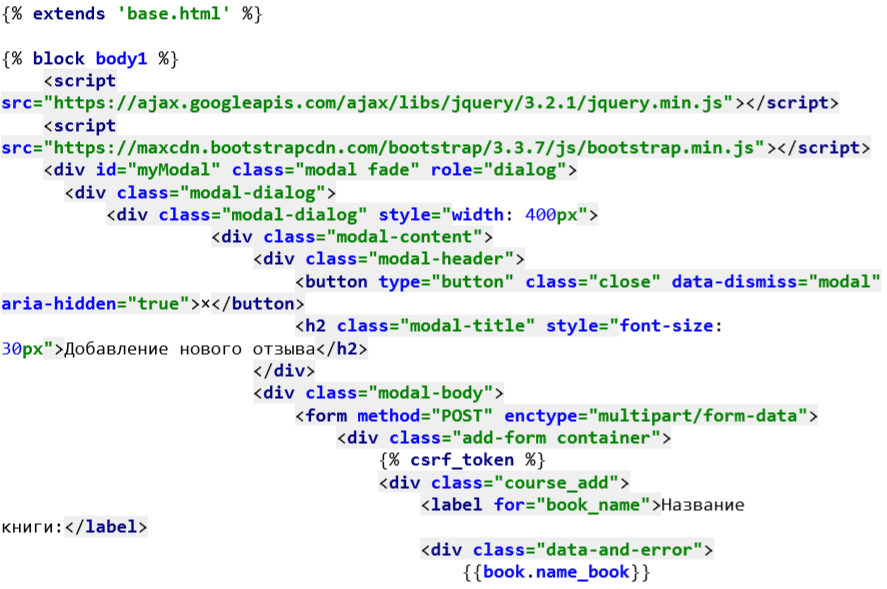 {% extends 'base.html' %}
{% block body1 %}
<script
src="https://ajax.googleapis.com/ajax/libs/jquery/3.2.1/jquery.min.js"></script>
<script
src="https://maxcdn.bootstrapcdn.com/bootstrap/3.3.7/js/bootstrap.min.js"></script>
<div id="myModal" class="modal fade" role="dialog">
<div class="modal-dialog">
<div class="modal-dialog" style="width: 400px">
<div class="modal-content">
<div class="modal-header">
<button type="button" class="close" data-dismiss="modal"
aria-hidden="true">×</button>
<h2 class="modal-title" style="font-size:
30px">Добавление нового отзыва</h2>
</div>
<div class="modal-body">
<form method="POST" enctype="multipart/form-data">
<div class="add-form container">
{% csrf_token %}
<div class="course_add">
<label for="book_name">Название
книги:</label>
<div class="data-and-error">
{{book.name_book}}